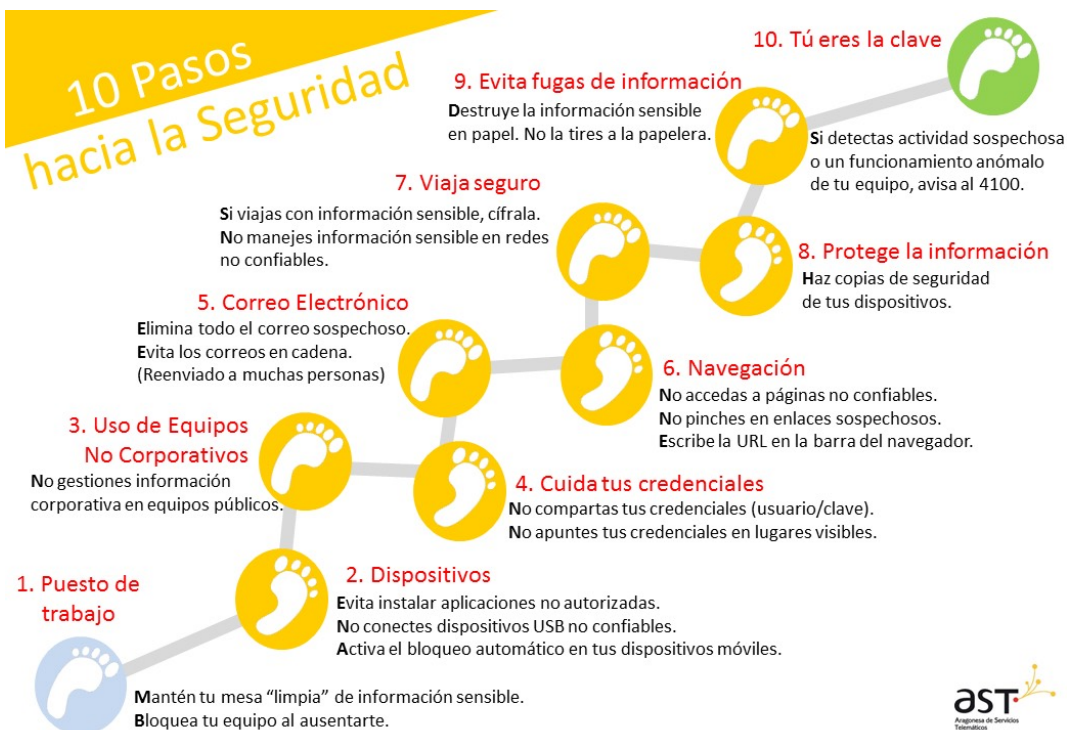 10 Pasos
hacia la Seguridad
1. Puesto de
trabajo
Mantén tu mesa “limpia” de información sensible.
Bloquea tu equipo al ausentarte.
2. Dispositivos
Evita instalar aplicaciones no autorizadas.
No conectes dispositivos USB no confiables.
Activa el bloqueo automático en tus dispositivos móviles.
3. Uso de Equipos
No Corporativos
No gestiones información
corporativa en equipos públicos.
4. Cuida tus credenciales
No compartas tus credenciales (usuario/clave).
No apuntes tus credenciales en lugares visibles.
5. Correo Electrónico
Elimina todo el correo sospechoso.
Evita los correos en cadena.
(Reenviado a muchas personas)
6. Navegación
No accedas a páginas no confiables.
No pinches en enlaces sospechosos.
Escribe la URL en la barra del navegador.
7. Viaja seguro
Si viajas con información sensible, cífrala.
No manejes información sensible en redes
no confiables.
8. Protege la información
Haz copias de seguridad
de tus dispositivos.
9. Evita fugas de información
Destruye la información sensible
en papel. No la tires a la papelera.
10. Tú eres la clave
Si detectas actividad sospechosa
o un funcionamiento anómalo
de tu equipo, avisa al 4100.
aST
Aragonesa de Servicios
Telemáticos